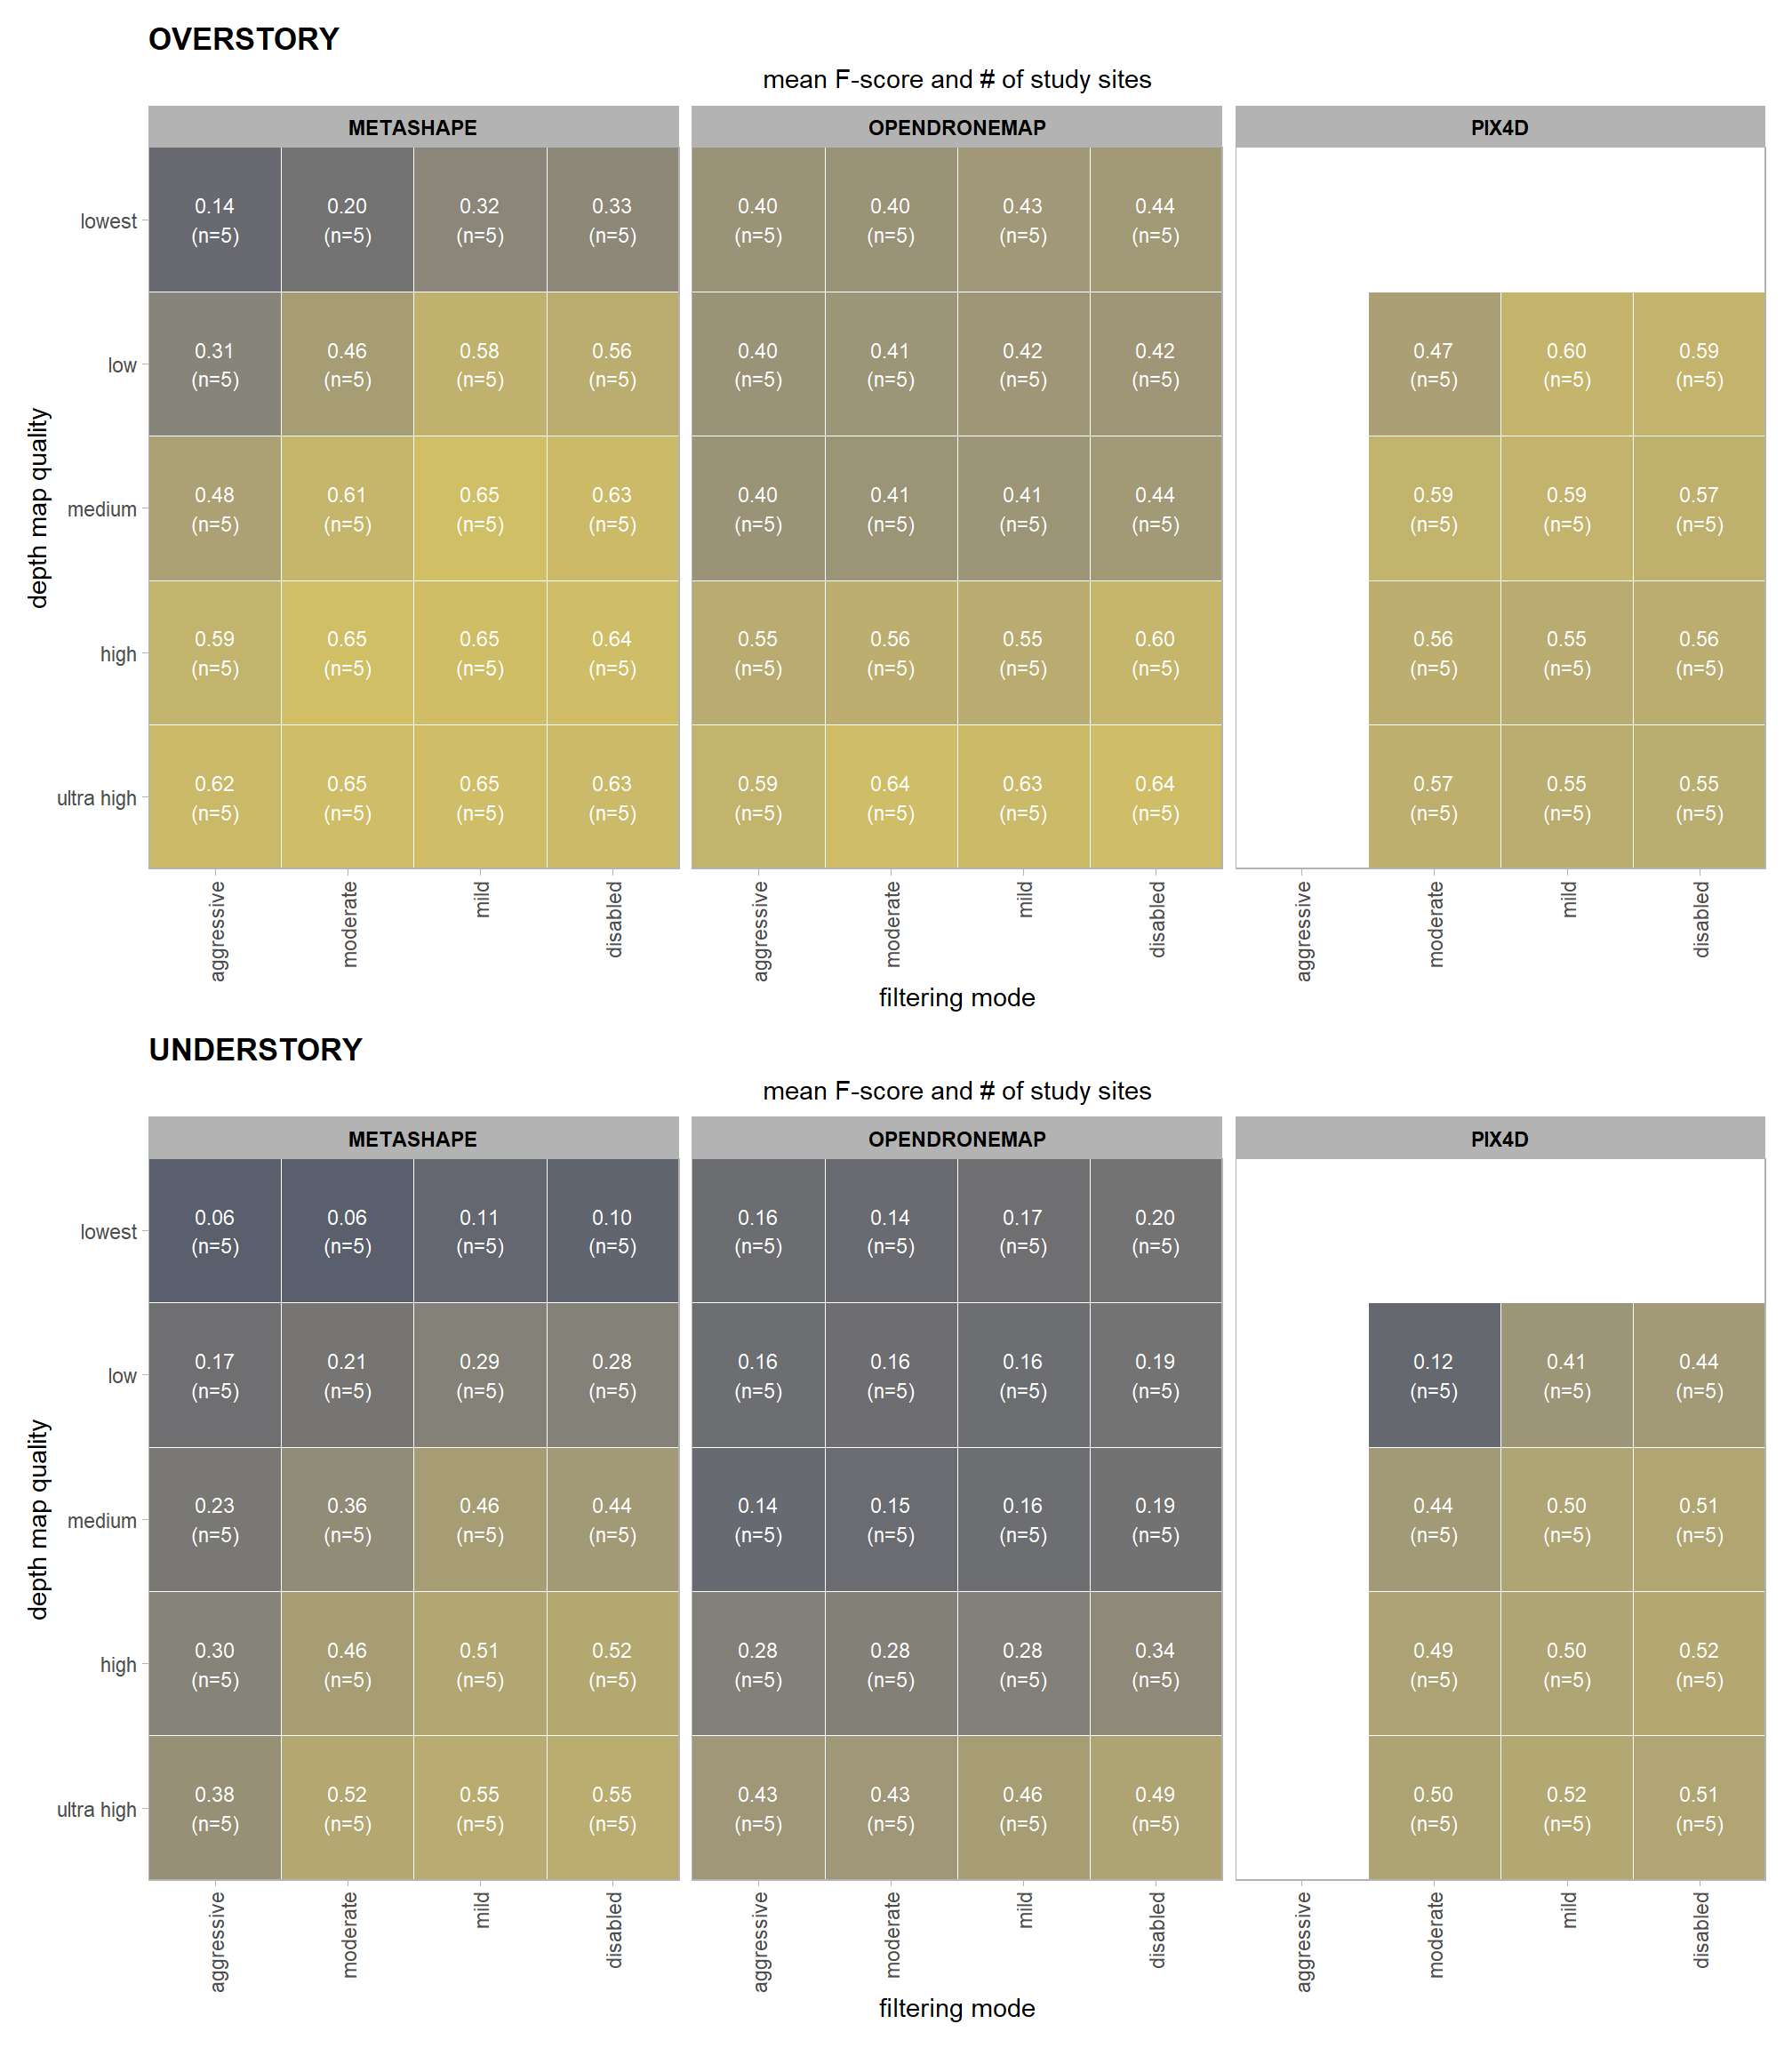 OVERSTORY
mean F-score and # of study sites
METASHAPE OPENDRONEMAP PIX4D
depth map quality
lowest 0.14 0.20 0.32 0.33 0.40 0.40 0.43 0.44
(n=5) (n=5) (n=5) (n=5) (n=5) (n=5) (n=5) (n=5)
low 0.31 0.46 0.58 0.56 0.40 0.41 0.42 0.42 0.47 0.60 0.59
(n=5) (n=5) (n=5) (n=5) (n=5) (n=5) (n=5) (n=5) (n=5) (n=5) (n=5)
medium 0.48 0.61 0.65 0.63 0.40 0.41 0.41 0.44 0.59 0.59 0.57
(n=5) (n=5) (n=5) (n=5) (n=5) (n=5) (n=5) (n=5) (n=5) (n=5) (n=5)
high 0.59 0.65 0.65 0.64 0.55 0.56 0.55 0.60 0.56 0.55 0.56
(n=5) (n=5) (n=5) (n=5) (n=5) (n=5) (n=5) (n=5) (n=5) (n=5) (n=5)
ultra high 0.62 0.65 0.65 0.63 0.59 0.64 0.63 0.64 0.57 0.55 0.55
(n=5) (n=5) (n=5) (n=5) (n=5) (n=5) (n=5) (n=5) (n=5) (n=5) (n=5)
aggressive moderate mild disabled aggressive moderate mild disabled aggressive moderate mild disabled
filtering mode
UNDERSTORY
mean F-score and # of study sites
METASHAPE OPENDRONEMAP PIX4D
depth map quality
lowest 0.06 0.06 0.11 0.10 0.16 0.14 0.17 0.20
(n=5) (n=5) (n=5) (n=5) (n=5) (n=5) (n=5) (n=5)
low 0.17 0.21 0.29 0.28 0.16 0.16 0.16 0.19 0.12 0.41 0.44
(n=5) (n=5) (n=5) (n=5) (n=5) (n=5) (n=5) (n=5) (n=5) (n=5) (n=5)
medium 0.23 0.36 0.46 0.44 0.14 0.15 0.16 0.19 0.44 0.50 0.51
(n=5) (n=5) (n=5) (n=5) (n=5) (n=5) (n=5) (n=5) (n=5) (n=5) (n=5)
high 0.30 0.46 0.51 0.52 0.28 0.28 0.28 0.34 0.49 0.50 0.52
(n=5) (n=5) (n=5) (n=5) (n=5) (n=5) (n=5) (n=5) (n=5) (n=5) (n=5)
ultra high 0.38 0.52 0.55 0.55 0.43 0.43 0.46 0.49 0.50 0.52 0.51
(n=5) (n=5) (n=5) (n=5) (n=5) (n=5) (n=5) (n=5) (n=5) (n=5) (n=5)
aggressive moderate mild disabled aggressive moderate mild disabled aggressive moderate mild disabled
filtering mode